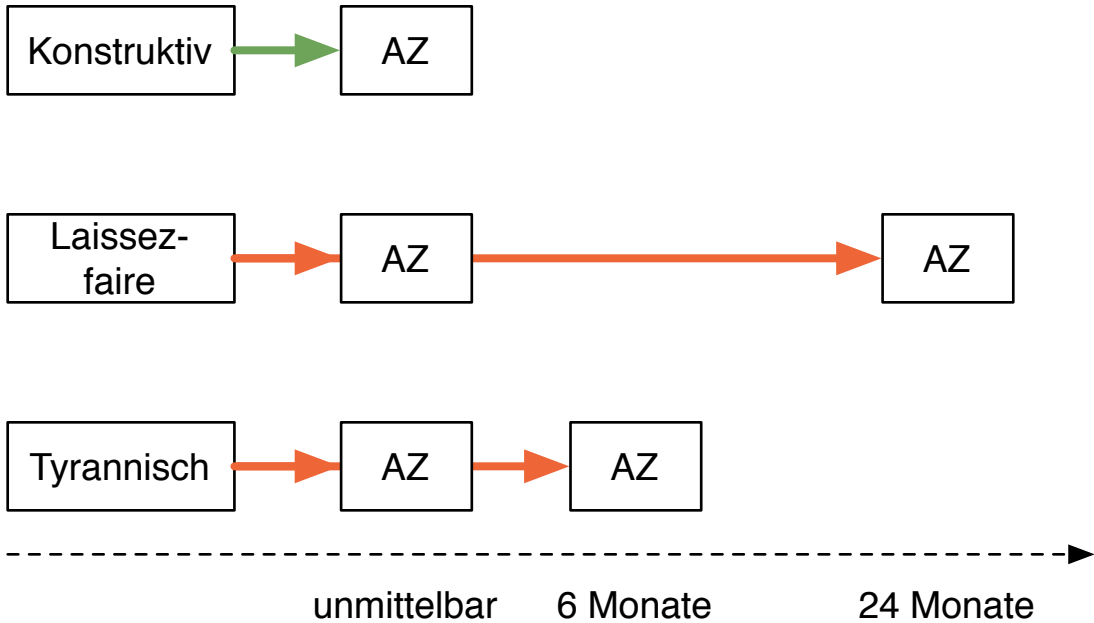 Konstruktiv
AZ
Laissez-
faire
AZ
AZ
Tyrannisch
AZ
AZ
unmittelbar
6 Monate
24 Monate